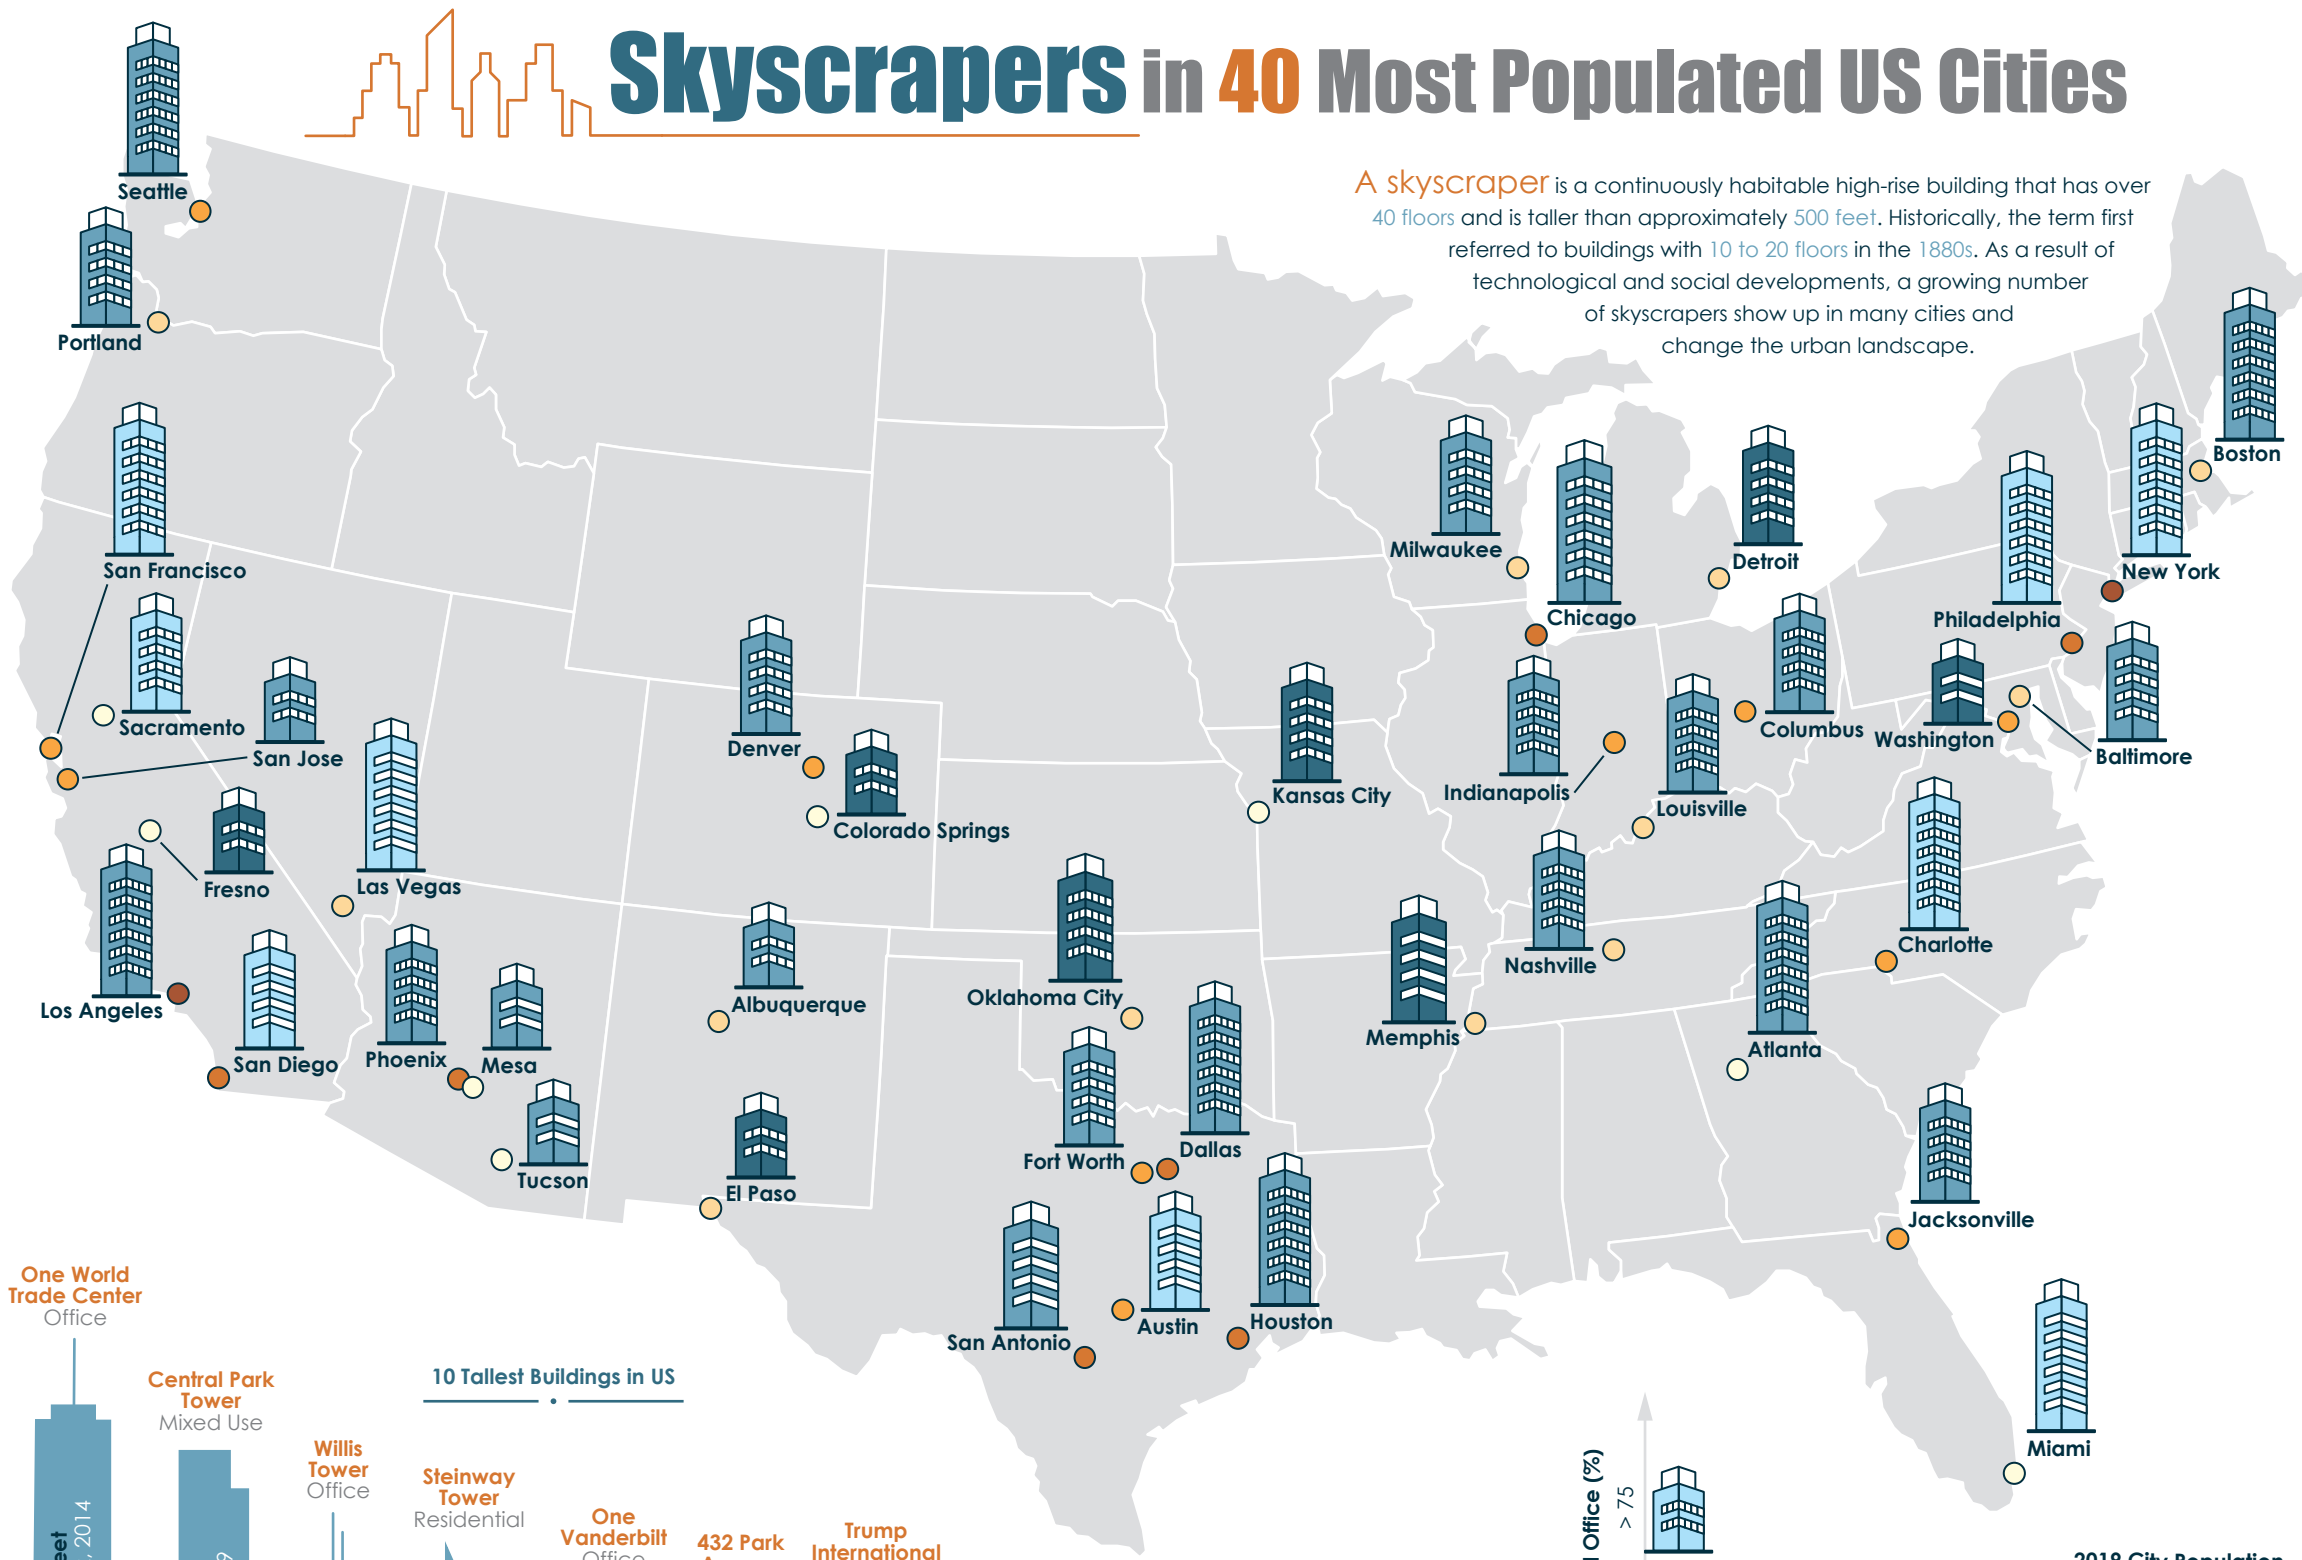 Skyscrapers in 40 Most Populated US Cities
A skyscraper is a continuously habitable high-rise building that has over
40 floors and is taller than approximately 500 feet. Historically, the term first
referred to buildings with 10 to 20 floors in the 1880s. As a result of
technological and social developments, a growing number
of skyscrapers show up in many cities and
change the urban landscape.
Seattle
Portland
San Francisco
Sacramento
San Jose
Fresno
Las Vegas
Los Angeles
San Diego
Phoenix
Mesa
Tucson
Denver
Colorado Springs
Albuquerque
El Paso
Oklahoma City
Fort Worth
Dallas
San Antonio
Austin
Houston
Kansas City
Milwaukee
Chicago
Detroit
Indianapolis
Louisville
Columbus
Nashville
Memphis
Atlanta
Charlotte
Jacksonville
Miami
Washington
Baltimore
Philadelphia
New York
Boston
10 Tallest Buildings in US
One World
Trade Center
Office
2014
Central Park
Tower
Mixed Use
Willis
Tower
Office
Steinway
Tower
Residential
One
Vanderbilt
Office
432 Park
Trump
International
Office (%)
> 75
2019 City Population